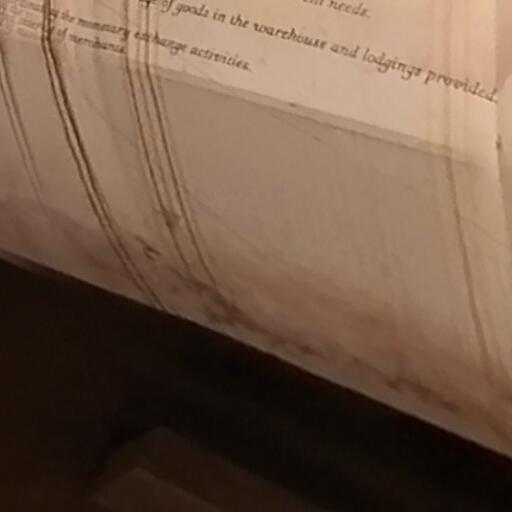 needs.
of goods in the warehouse and lodgings provided.
the monetary exchange activities.
of merchants